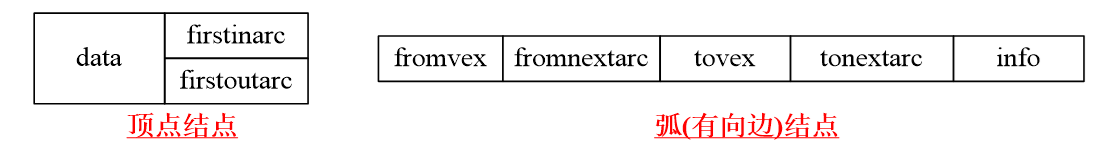 data
firstinarc
firstoutarc
顶点结点
fromvex fromnextarc tovex tonextarc info
弧(有向边)结点